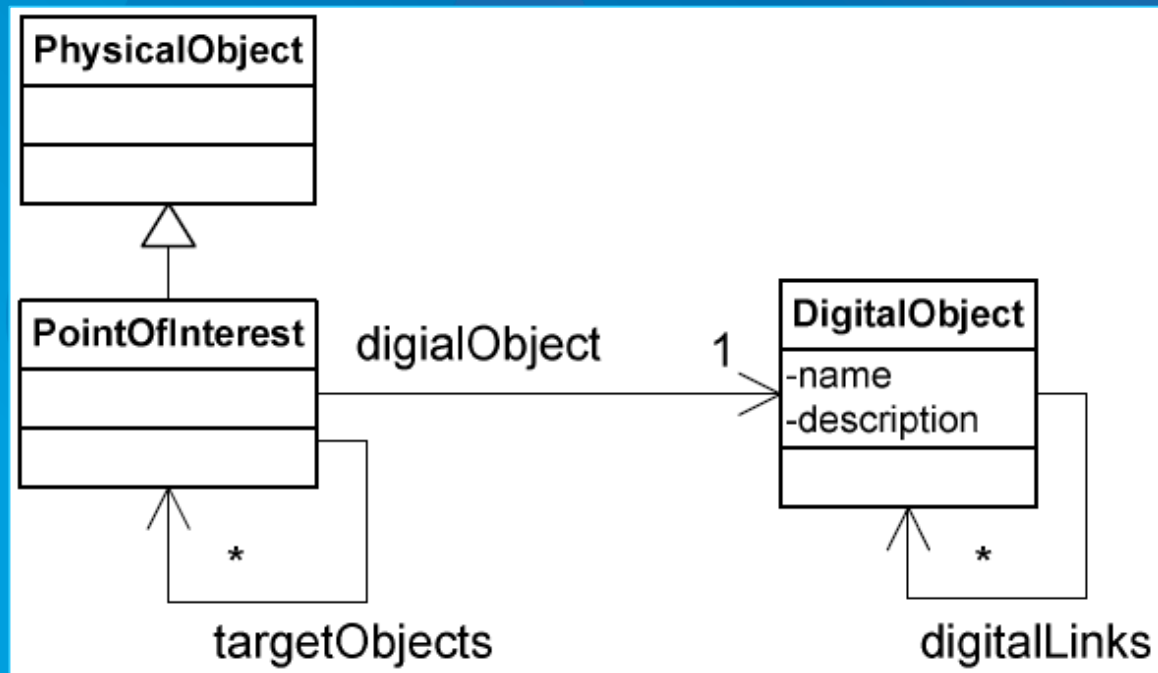 PhysicalObject
PointOfInterest
digialObject
1
DigitalObject
-name
-description
*
targetObjects
*
digitalLinks